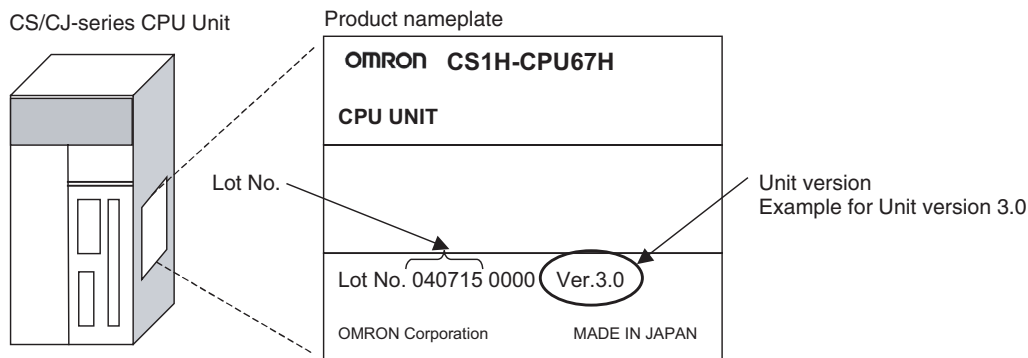 CS/CJ-series CPU Unit
Product nameplate
OMRON CS1H-CPU67H
CPU UNIT
Lot No.
Unit version
Example for Unit version 3.0
Lot No. 040715 0000 Ver.3.0
OMRON Corporation MADE IN JAPAN